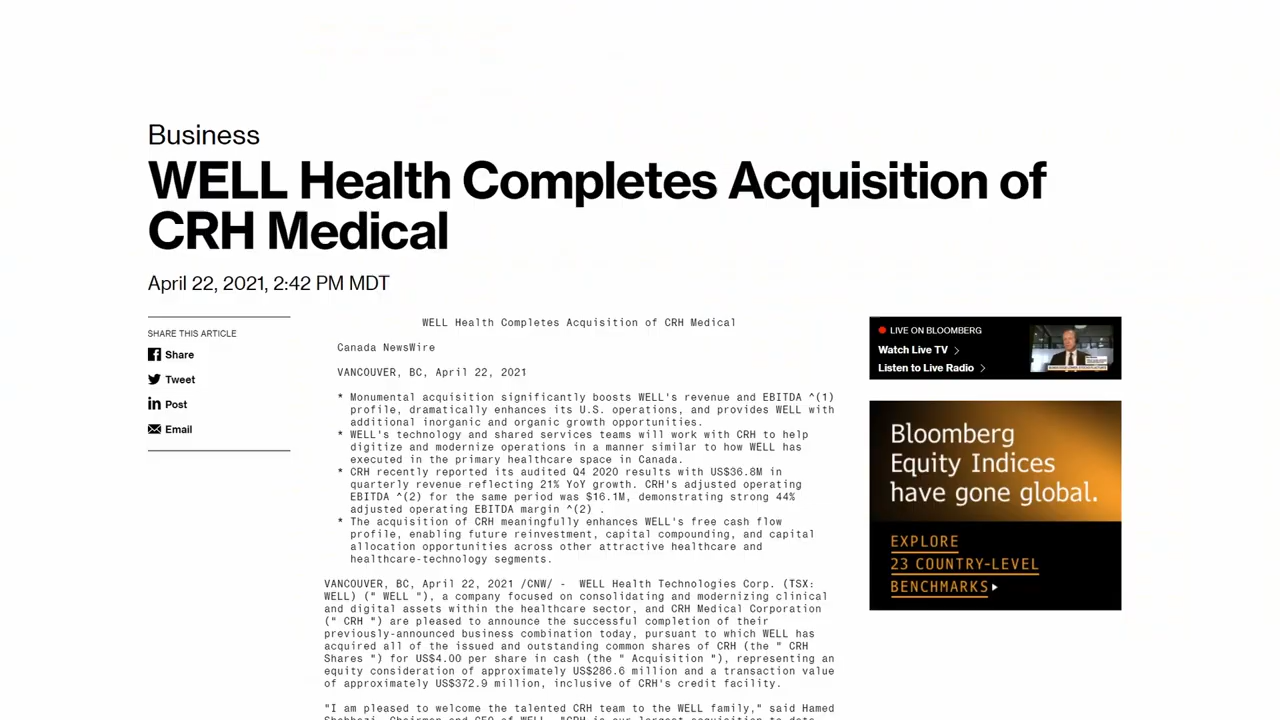 Business
WELL Health Completes Acquisition of
CRH Medical
April 22, 2021, 2:42 PM MDT
SHARE THIS ARTICLE
Share
Tweet
Post
Email
WELL Health Completes Acquisition of CRH Medical
Canada NewsWire
VANCOUVER, BC, April 22, 2021
* Monumental acquisition significantly boosts WELL's revenue and EBITDA ^(1)
profile, dramatically enhances its U.S. operations, and provides WELL with
additional inorganic and organic growth opportunities.
* WELL's technology and shared services teams will work with CRH to help
digitize and modernize operations in a manner similar to how WELL has
executed in the primary healthcare space in Canada.
* CRH recently reported its audited Q4 2020 results with US$36.8M in
quarterly revenue reflecting 21% YoY growth. CRH's adjusted operating
EBITDA ^(2) for the same period was $16.1M, demonstrating strong 44%
adjusted operating EBITDA margin ^(2) .
* The acquisition of CRH meaningfully enhances WELL's free cash flow
profile, enabling future reinvestment, capital compounding, and capital
allocation opportunities across other attractive healthcare and
healthcare-technology segments.
VANCOUVER, BC, April 22, 2021 /CNW/ - WELL Health Technologies Corp. (TSX:
WELL) (" WELL "), a company focused on consolidating and modernizing clinical
and digital assets within the healthcare sector, and CRH Medical Corporation
(" CRH ") are pleased to announce the successful completion of their
previously-announced business combination today, pursuant to which WELL has
acquired all of the issued and outstanding common shares of CRH (the " CRH
Shares ") for US$4.00 per share in cash (the " Acquisition "), representing an
equity consideration of approximately US$286.6 million and a transaction value
of approximately US$372.9 million, inclusive of CRH's credit facility.
"I am pleased to welcome the talented CRH team to the WELL family," said Hamed
LIVE ON BLOOMBERG
Watch Live TV
Listen to Live Radio
Bloomberg
Equity Indices
have gone global.
EXPLORE
23 COUNTRY-LEVEL
BENCHMARKS